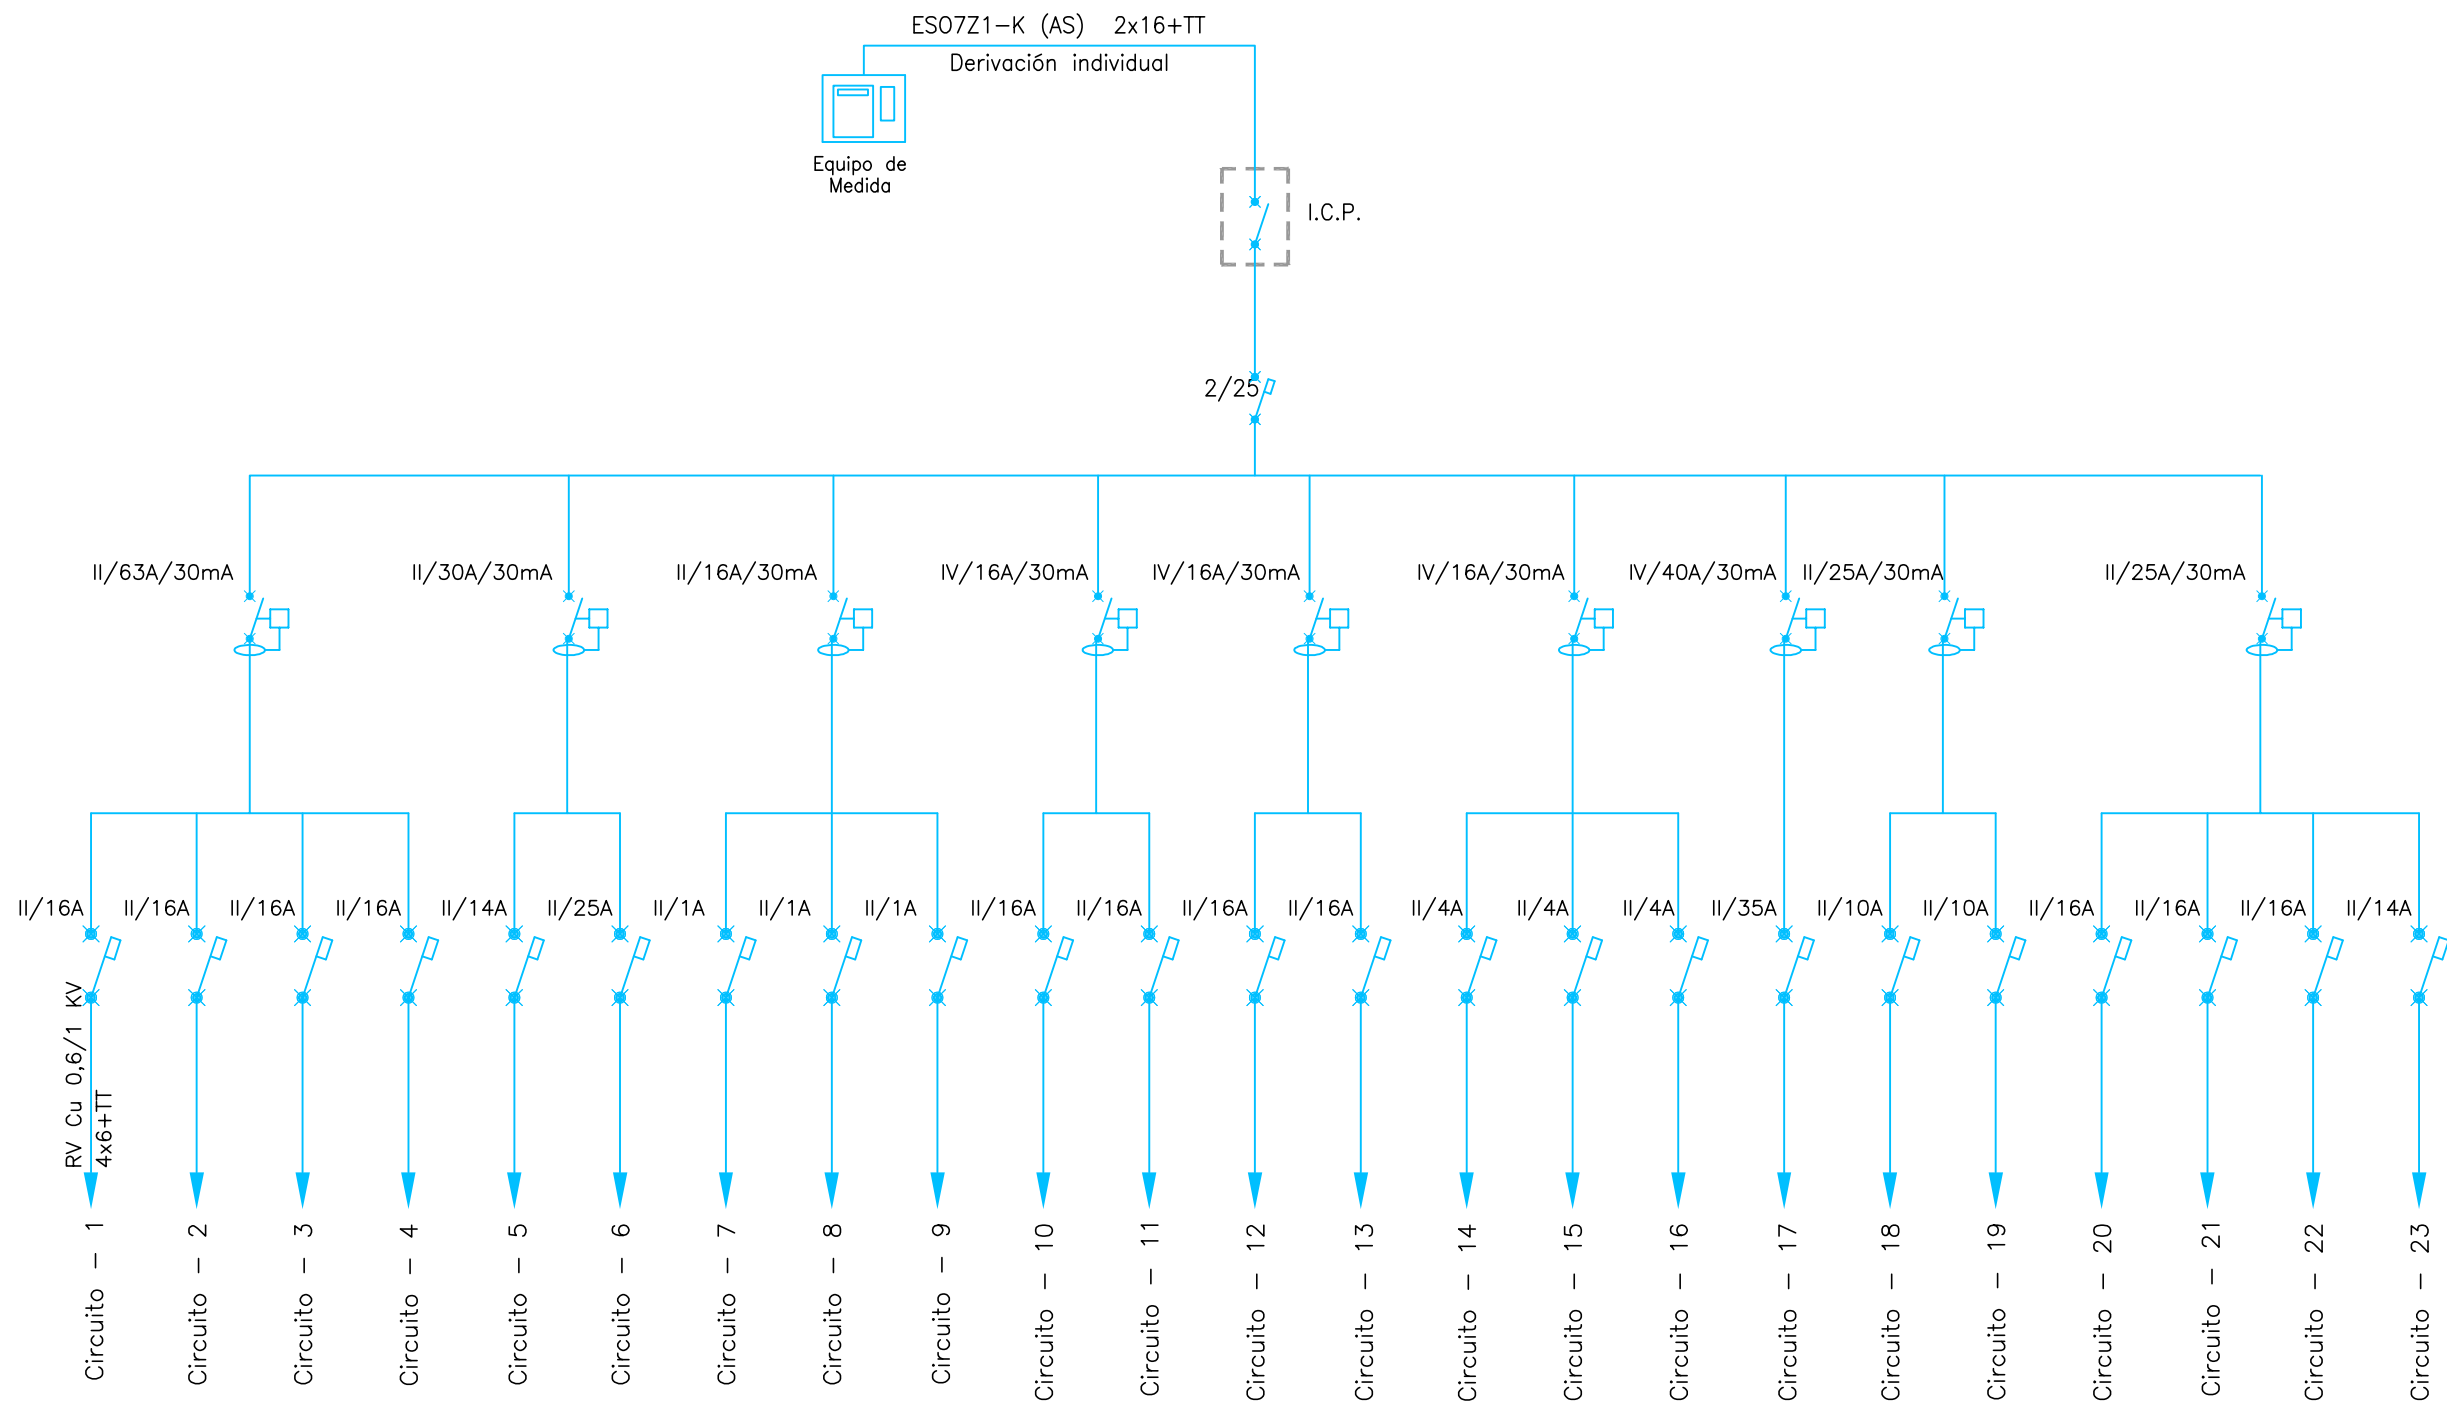 ES07Z1-K (AS) 2x16+TT
Derivación individual
Equipo de
Medida
I.C.P.
2/25
II/63A/30mA
II/30A/30mA
II/16A/30mA
IV/16A/30mA
IV/16A/30mA
IV/16A/30mA
IV/40A/30mA
II/25A/30mA
II/25A/30mA
II/16A
II/16A
II/16A
II/16A
II/14A
II/25A
II/1A
II/1A
II/1A
II/16A
II/16A
II/16A
II/16A
II/4A
II/4A
II/4A
II/35A
II/10A
II/10A
II/16A
II/16A
II/16A
II/14A
RV Cu 0,6/1 KV
4x6+TT
Circuito - 1
Circuito - 2
Circuito - 3
Circuito - 4
Circuito - 5
Circuito - 6
Circuito - 7
Circuito - 8
Circuito - 9
Circuito - 10
Circuito - 11
Circuito - 12
Circuito - 13
Circuito - 14
Circuito - 15
Circuito - 16
Circuito - 17
Circuito - 18
Circuito - 19
Circuito - 20
Circuito - 21
Circuito - 22
Circuito - 23